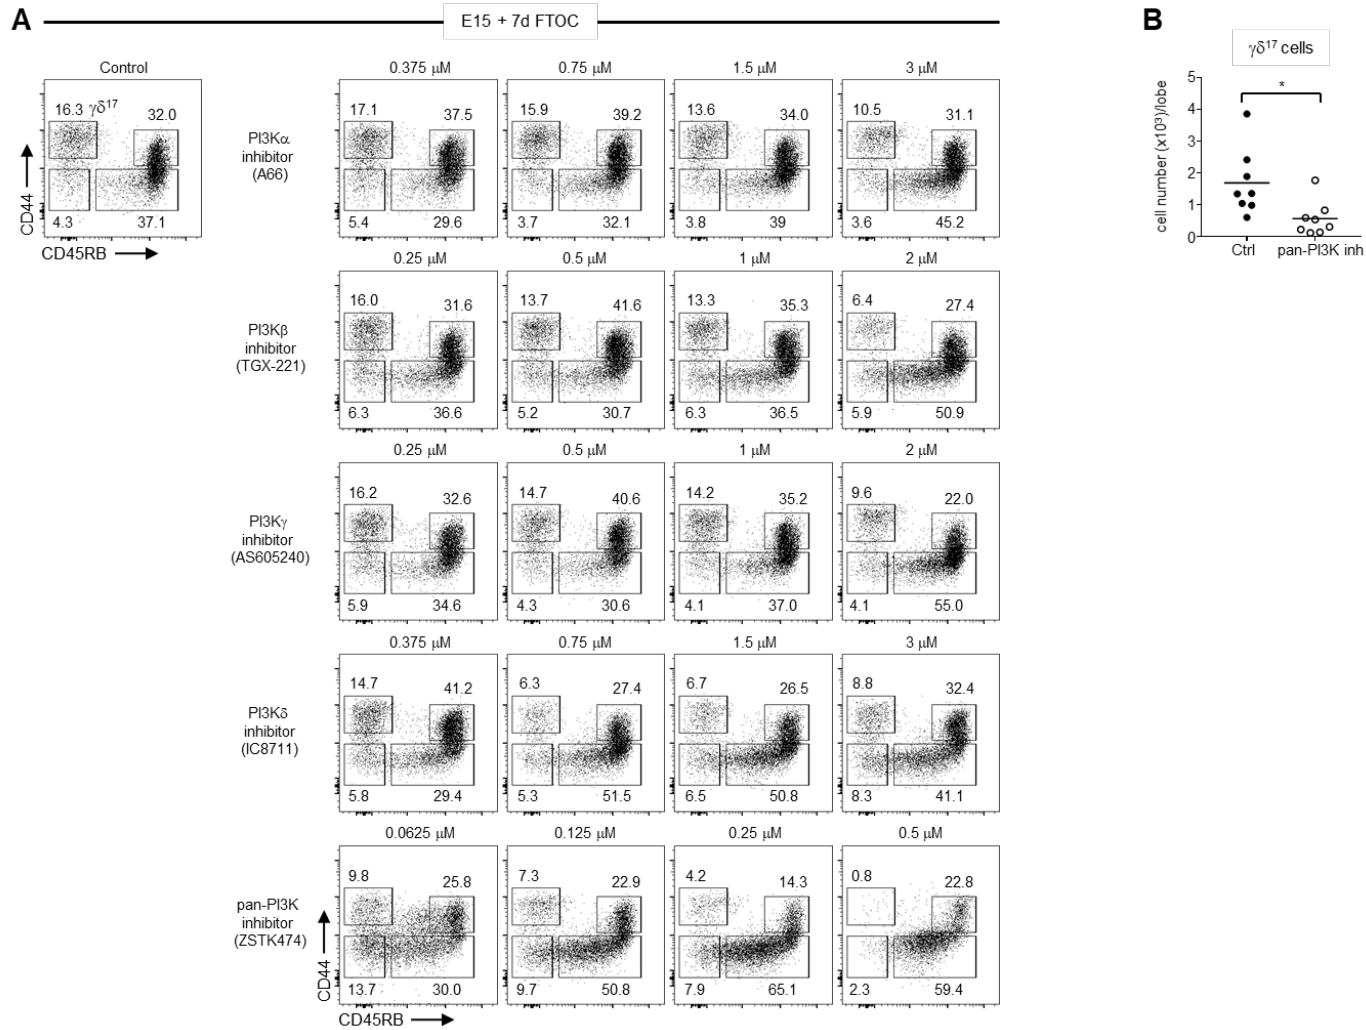 A
E15 + 7d FTOC
Control
16.3 γδ17
32.0
4.3
37.1
CD44
CD45RB
0.375 μM
0.75 μM
1.5 μM
3 μM
PI3Kα
inhibitor
(A66)
17.1
37.5
5.4
29.6
15.9
39.2
3.7
32.1
13.6
34.0
3.8
39
10.5
31.1
3.6
45.2
0.25 μM
0.5 μM
1 μM
2 μM
PI3Kβ
inhibitor
(TGX-221)
16.0
31.6
6.3
36.6
13.7
41.6
5.2
30.7
13.3
35.3
6.3
36.5
6.4
27.4
5.9
50.9
0.25 μM
0.5 μM
1 μM
2 μM
PI3Kγ
inhibitor
(AS605240)
16.2
32.6
5.9
34.6
14.7
40.6
4.3
30.6
14.2
35.2
4.1
37.0
9.6
22.0
4.1
55.0
0.375 μM
0.75 μM
1.5 μM
3 μM
PI3Kδ
inhibitor
(IC8711)
14.7
41.2
5.8
29.4
6.3
27.4
5.3
51.5
6.7
26.5
6.5
50.8
8.8
32.4
8.3
41.1
0.0625 μM
0.125 μM
0.25 μM
0.5 μM
pan-PI3K
inhibitor
(ZSTK474)
9.8
25.8
13.7
30.0
7.3
22.9
9.7
50.8
4.2
14.3
7.9
65.1
0.8
22.8
2.3
59.4
CD44
CD45RB
B
γδ17 cells
*
cell number (x10³)/lobe
5
4
3
2
1
0
Ctrl
pan-PI3K inh